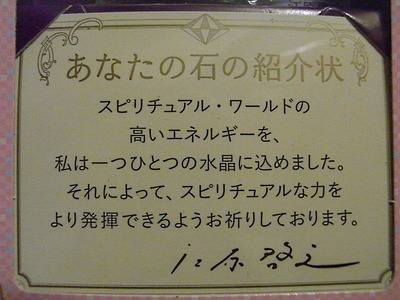 あなたの石の紹介状
スピリチュアル・ワールドの
高いエネルギーを、
私は一つひとつの水晶に込めました。
それによって、スピリチュアルな力を
より発揮できるようお祈りしております。
江原啓之